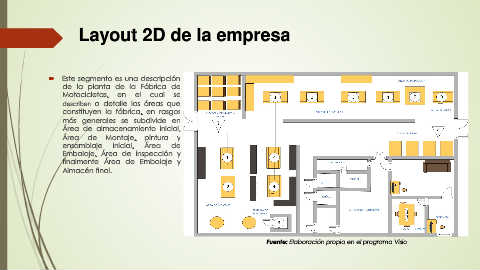 Layout 2D de la empresa
Este segmento es una descripción
de la planta de la Fábrica de
Motocicletas, en el cual se
describen a detalle las áreas que
constituyen la fábrica, en rasgos
más generales se subdivide en
Área de almacenamiento inicial,
Área de Montaje, pintura y
ensamblaje inicial, Área de
Embalaje, Área de inspección y
finalmente Área de Embalaje y
Almacén final.
Fuente: Elaboración propia en el programa Visio